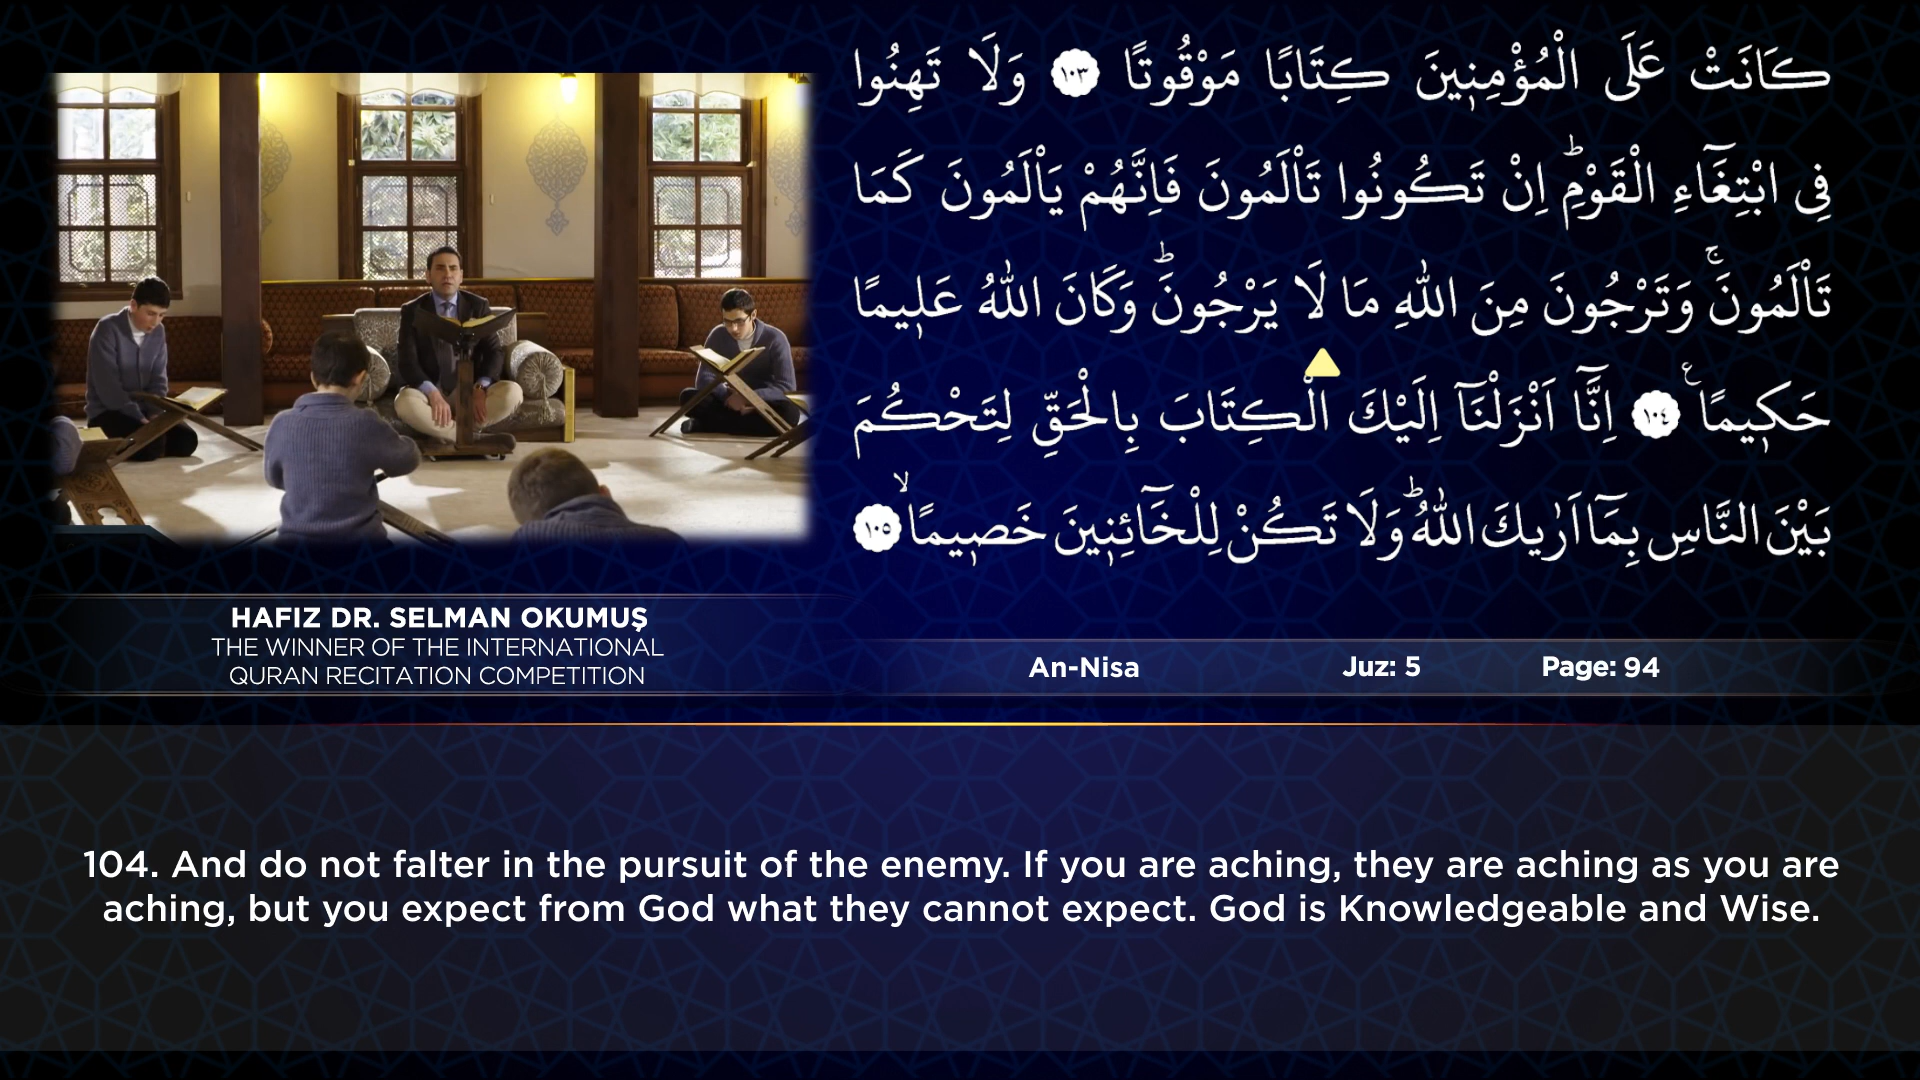 كَانَتْ عَلَى الْمُؤْمِنٖينَ كِتَابًا مَوْقُوتًا ﴿١٠٣﴾ وَلَا تَهِنُوا
فِى ابْتِغَٓاءِ الْقَوْمِؕ اِنْ تَكُونُوا تَاْلَمُونَ فَاِنَّهُمْ يَاْلَمُونَ كَمَا
تَاْلَمُونَۚ وَتَرْجُونَ مِنَ اللّٰهِ مَا لَا يَرْجُونَؕ وَكَانَ اللّٰهُ عَلٖيمًا
حَكٖيمًاࣖ ﴿١٠٤﴾ اِنَّٓا اَنْزَلْنَٓا اِلَيْكَ الْكِتَابَ بِالْحَقِّ لِتَحْكُمَ
بَيْنَ النَّاسِ بِمَٓا اَرٰيكَ اللّٰهُؕ وَلَا تَكُنْ لِلْخَٓائِنٖينَ خَصٖيمًاۙ ﴿١٠٥﴾
HAFIZ DR. SELMAN OKUMUŞ
THE WINNER OF THE INTERNATIONAL
QURAN RECITATION COMPETITION
An-Nisa Juz: 5 Page: 94
104. And do not falter in the pursuit of the enemy. If you are aching, they are aching as you are
aching, but you expect from God what they cannot expect. God is Knowledgeable and Wise.